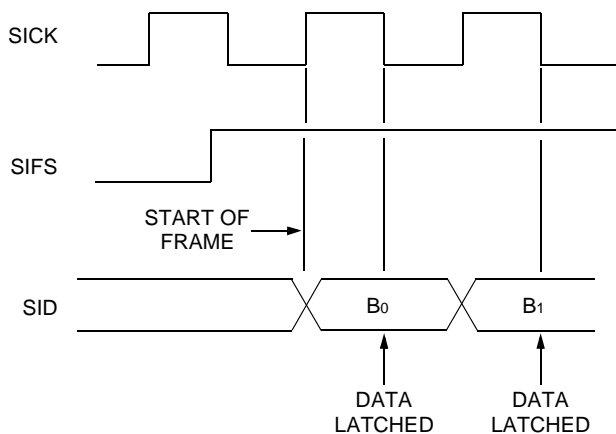 SICK
SIFS
START OF
FRAME
SID
B0
B1
DATA
LATCHED
DATA
LATCHED